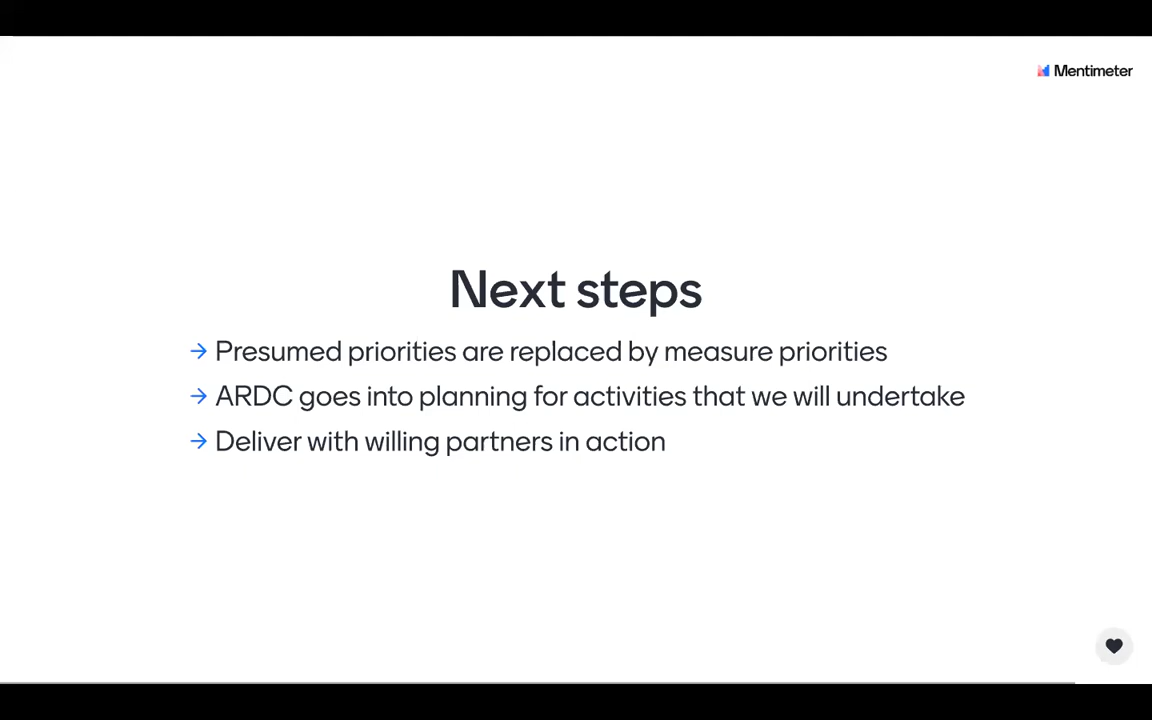 Mentimeter
Next steps
→ Presumed priorities are replaced by measure priorities
→ ARDC goes into planning for activities that we will undertake
→ Deliver with willing partners in action